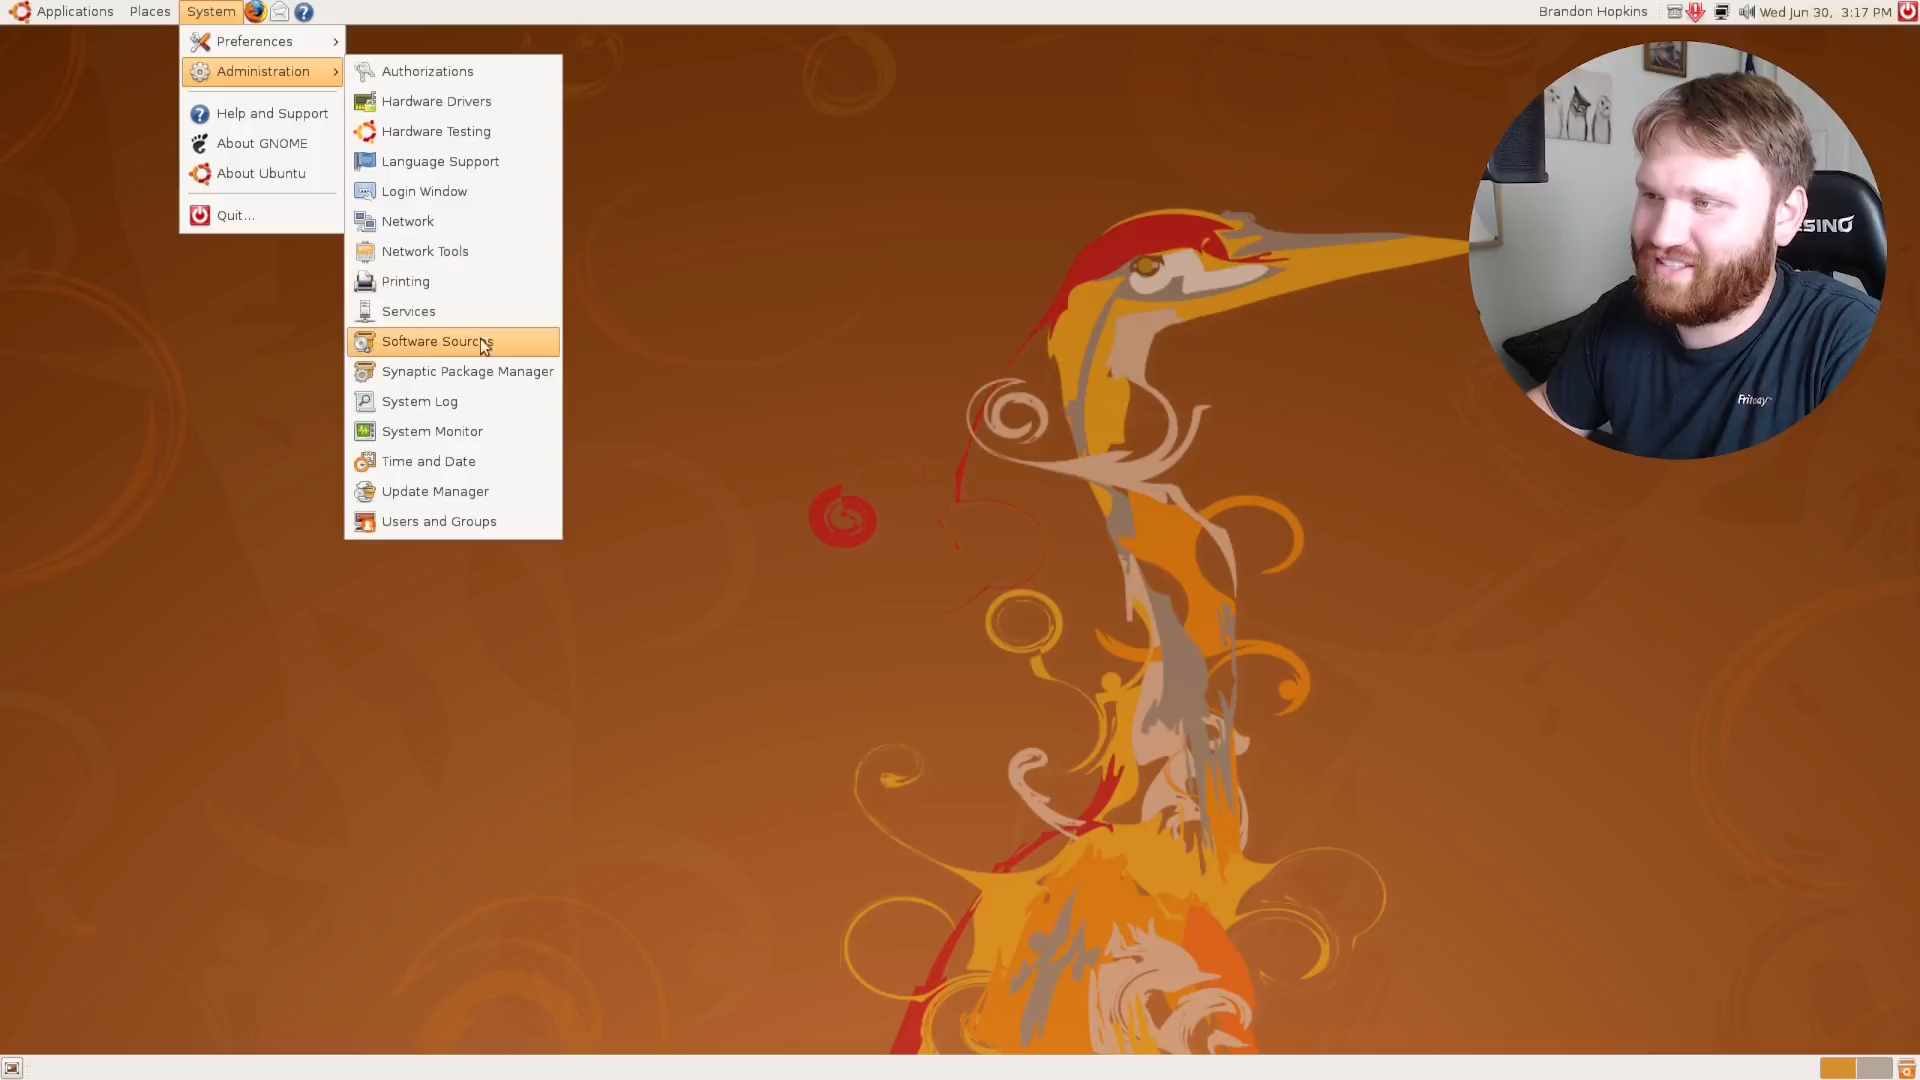 Applications Places System Brandon Hopkins Wed Jun 30, 3:17 PM
Preferences
Administration
Help and Support
About GNOME
About Ubuntu
Quit...
Authorizations
Hardware Drivers
Hardware Testing
Language Support
Login Window
Network
Network Tools
Printing
Services
Software Sources
Synaptic Package Manager
System Log
System Monitor
Time and Date
Update Manager
Users and Groups
ESINO